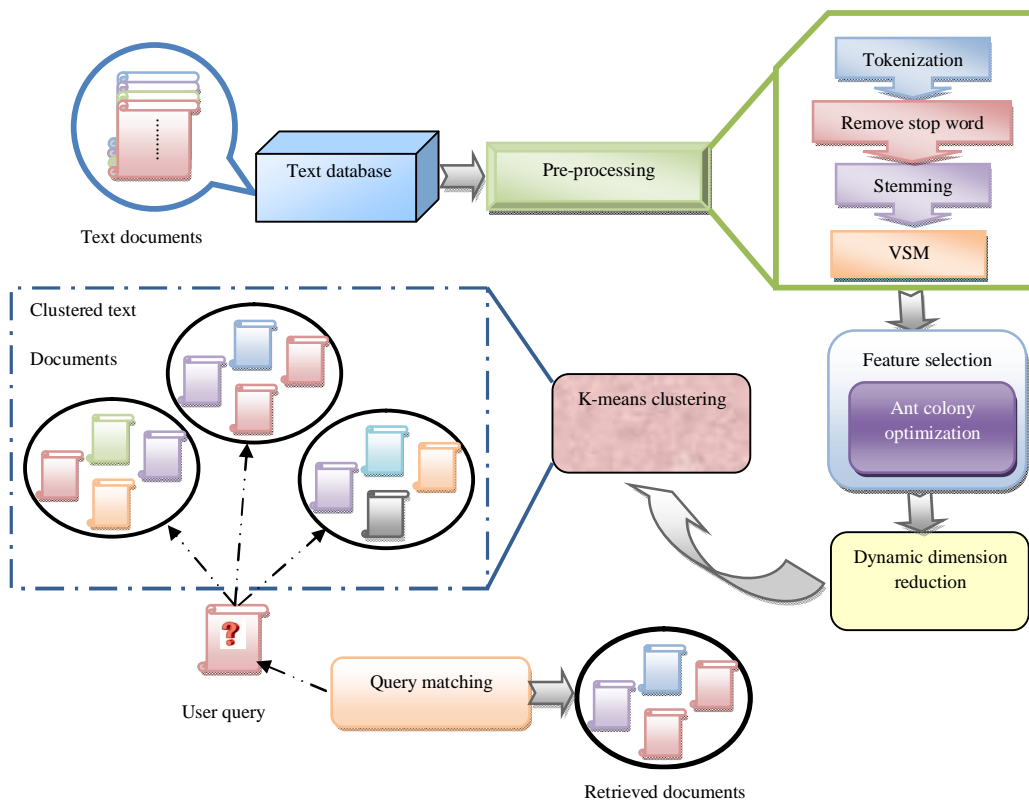 Text documents
Text database
Pre-processing
Tokenization
Remove stop word
Stemming
VSM
Feature selection
Ant colony
optimization
Dynamic dimension
reduction
K-means clustering
Clustered text
Documents
?
User query
Query matching
Retrieved documents